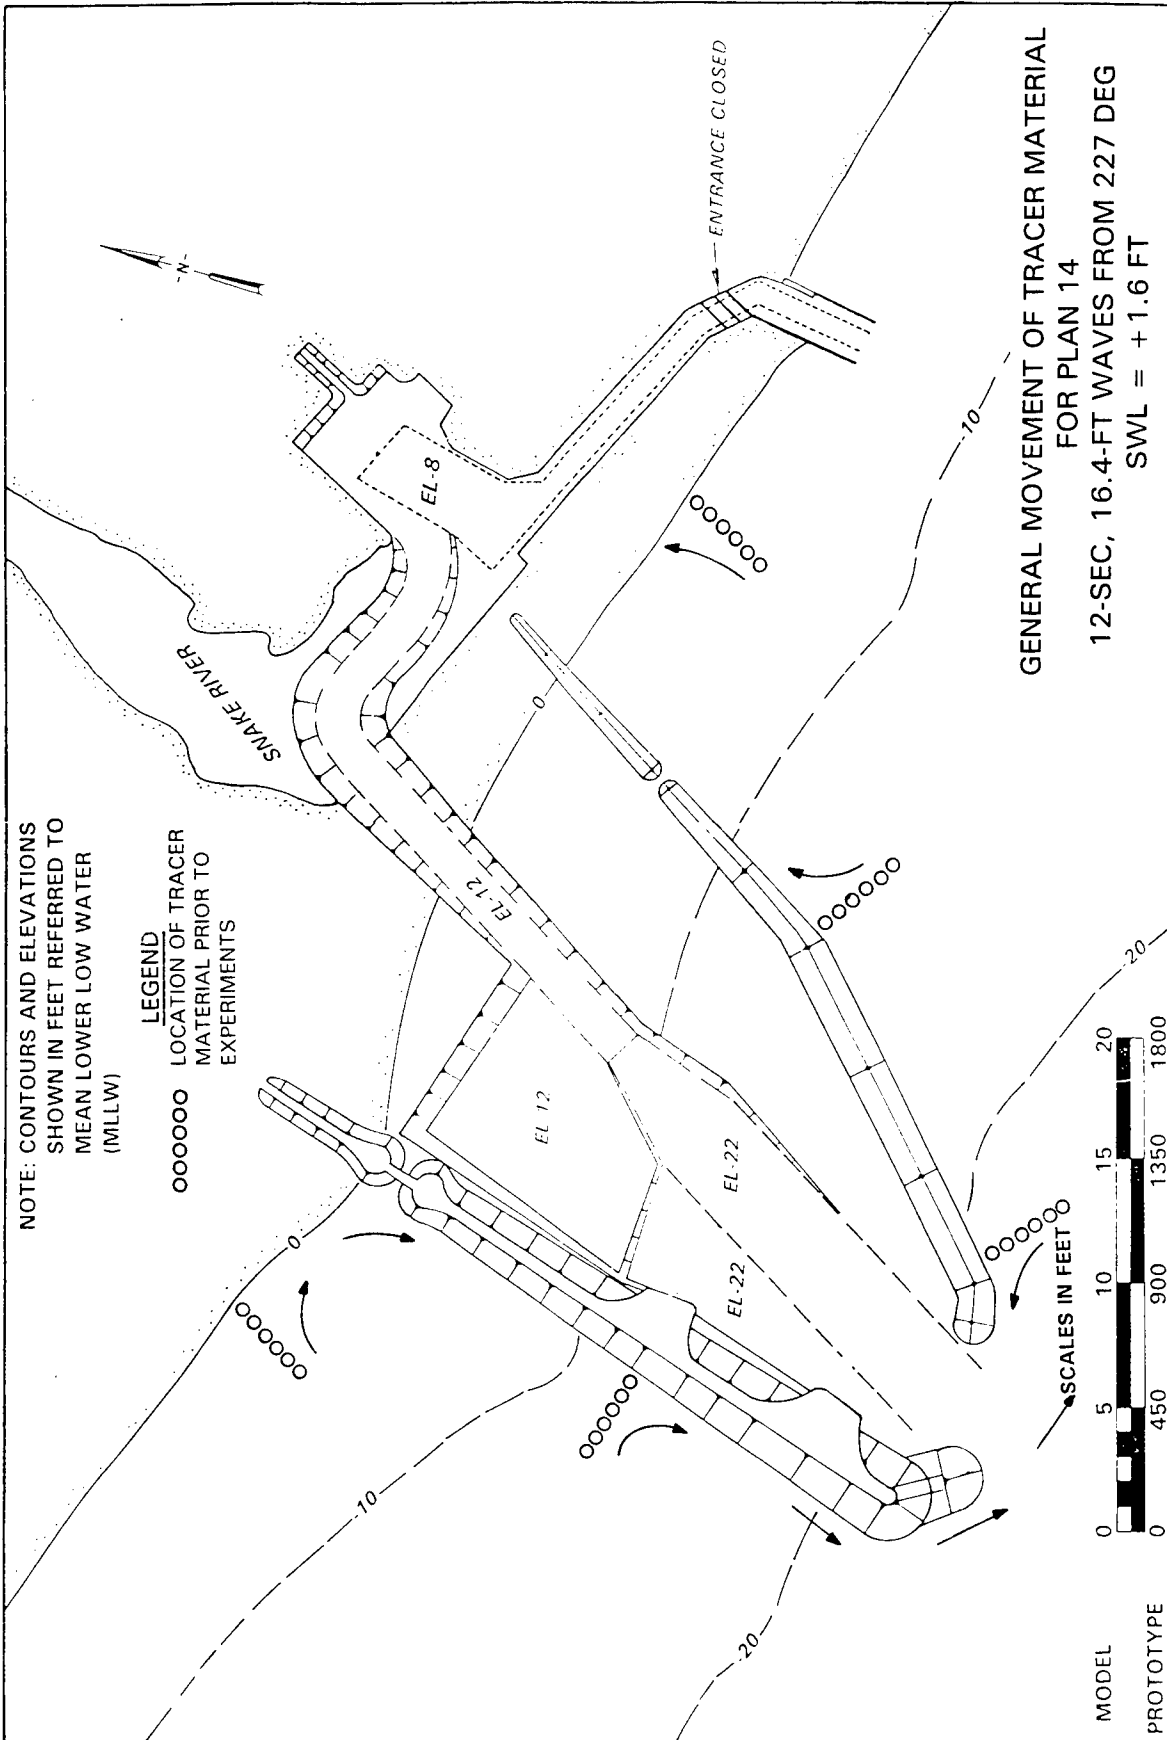 NOTE: CONTOURS AND ELEVATIONS
SHOWN IN FEET REFERRED TO
MEAN LOWER LOW WATER
(MLLW)
LEGEND
OOOOO LOCATION OF TRACER
MATERIAL PRIOR TO
EXPERIMENTS
SNAKE RIVER
-N-
EL-8
ENTRANCE CLOSED
EL-12
EL 12
EL-22
EL-22
0
0
-10
-10
-20
-20
SCALES IN FEET
MODEL 0 5 10 15 20
PROTOTYPE 0 450 900 1350 1800
GENERAL MOVEMENT OF TRACER MATERIAL
FOR PLAN 14
12-SEC, 16.4-FT WAVES FROM 227 DEG
SWL = +1.6 FT